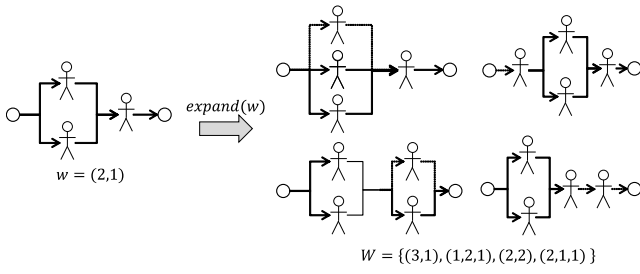 expand(w)
w = (2,1)
W = {(3,1),(1,2,1),(2,2),(2,1,1) }